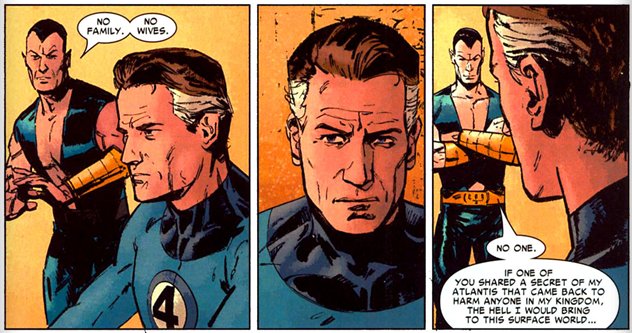 NO
FAMILY.
NO
WIVES.
4
NO ONE.
IF ONE OF
YOU SHARED A SECRET OF MY
ATLANTIS THAT CAME BACK TO
HARM ANYONE IN MY KINGDOM,
THE HELL I WOULD BRING
TO THIS SURFACE WORLD...